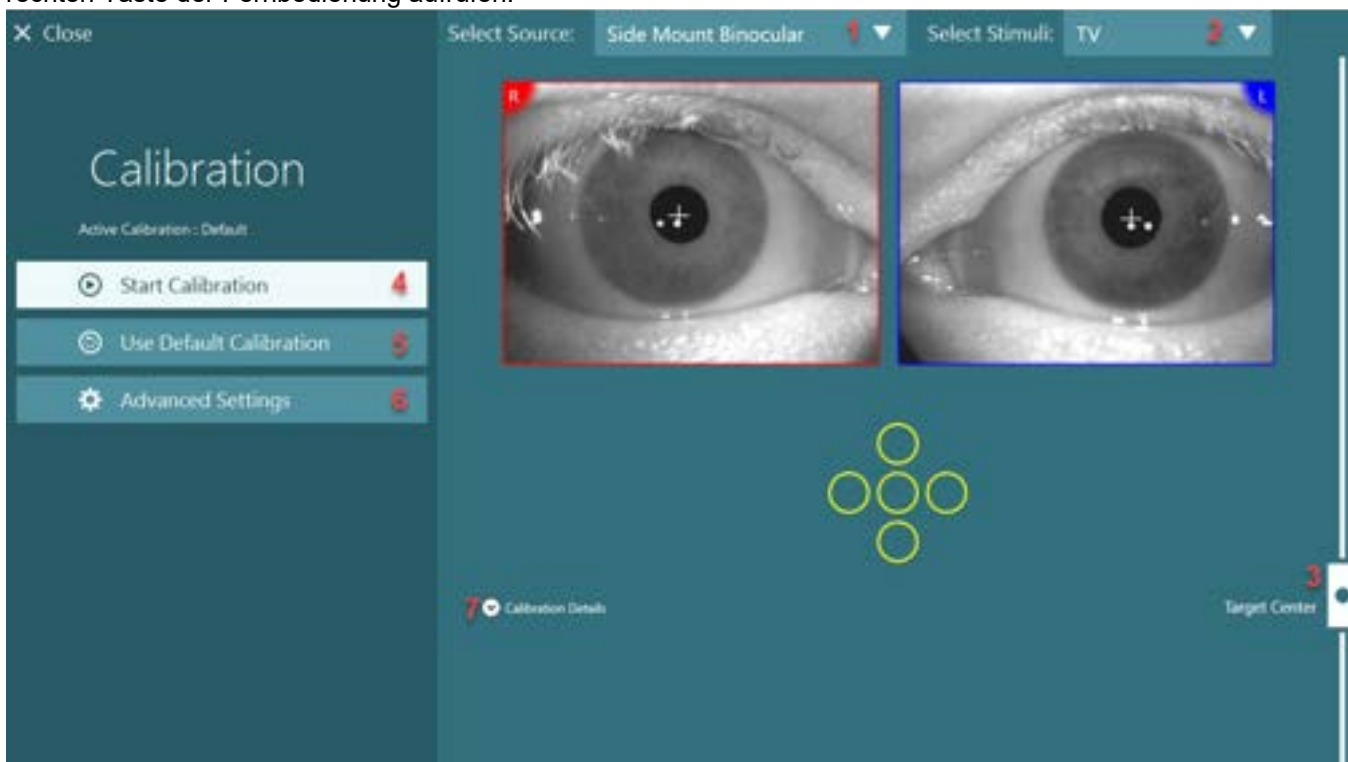 rechten Taste der Fernbedienung aufrufen.
Close
Select Source: Side Mount Binocular 1
Select Stimuli: TV 2
R
L
Calibration
Active Calibration : Default
Start Calibration 4
Use Default Calibration 5
Advanced Settings 6
3
7 Calibration Details
Target Center